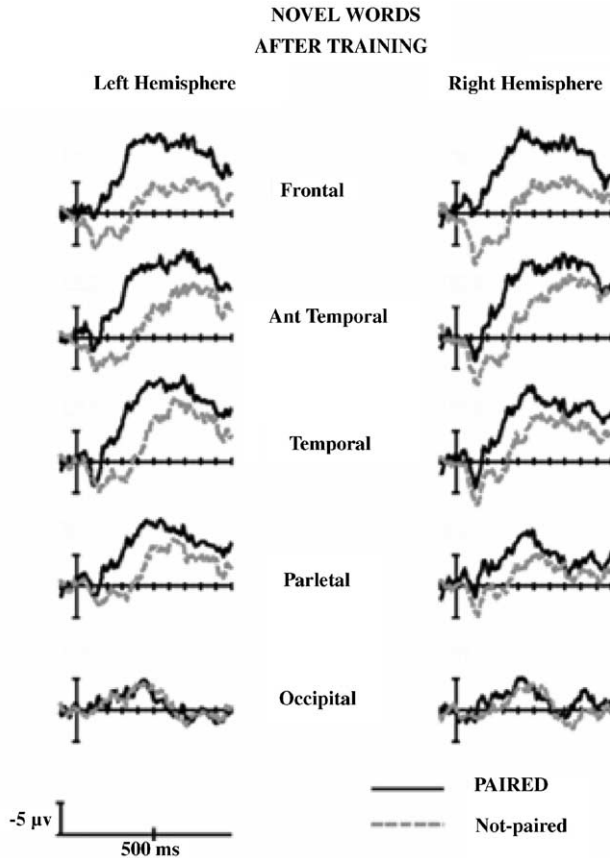 NOVEL WORDS
AFTER TRAINING
Left Hemisphere
Right Hemisphere
Frontal
Ant Temporal
Temporal
Parletal
Occipital
PAIRED
-5 μv
Not-paired
500 ms